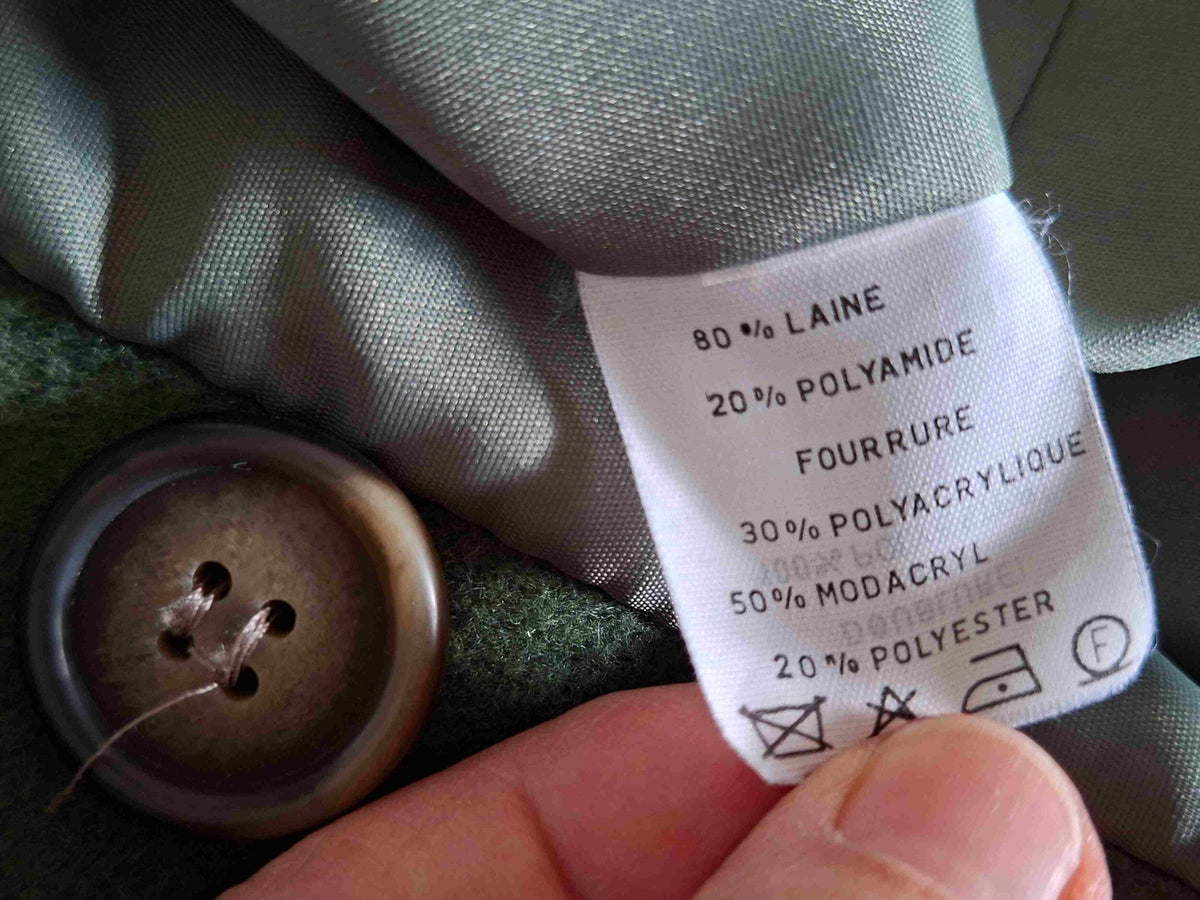 80 % LAINE
20 % POLYAMIDE
FOURRURE
30 % POLYACRYLIQUE
50 % MODACRYL
20 % POLYESTER
F